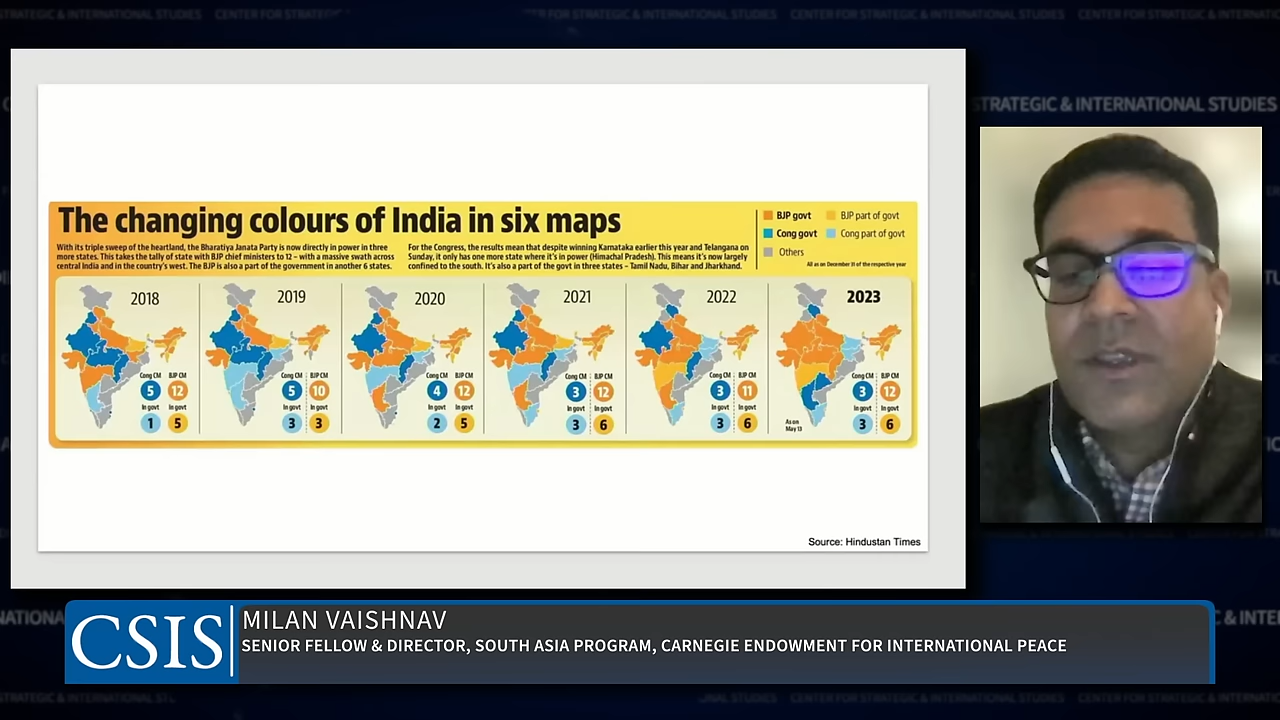 CENTER FOR STRATEGIC & INTERNATIONAL STUDIES
TRATEGIC & INTERNATIONAL STUDIES
The changing colours of India in six maps
With its triple sweep of the heartland, the Bharatiya Janata Party is now directly in power in three
more states. This takes the tally of state with BJP chief ministers to 12 – with a massive swath across
central India and in the country's west. The BJP is also a part of the government in another 6 states.
For the Congress, the results mean that despite winning Karnataka earlier this year and Telangana on
Sunday, it only has one more state where it's in power (Himachal Pradesh). This means it's now largely
confined to the south. It's also a part of the govt in three states – Tamil Nadu, Bihar and Jharkhand.
BJP govt
BJP part of govt
Cong govt
Cong part of govt
Others
All as on December 31 of the respective year
2018
Cong CM BJP CM
5 12
In govt In govt
1 5
2019
Cong CM BJP CM
5 10
In govt In govt
3 3
2020
Cong CM BJP CM
4 12
In govt In govt
2 5
2021
Cong CM BJP CM
3 12
In govt In govt
3 6
2022
Cong CM BJP CM
3 11
In govt In govt
3 6
2023
As on
May 13
Cong CM BJP CM
3 12
In govt In govt
3 6
Source: Hindustan Times
CSIS
MILAN VAISHNAV
SENIOR FELLOW & DIRECTOR, SOUTH ASIA PROGRAM, CARNEGIE ENDOWMENT FOR INTERNATIONAL PEACE